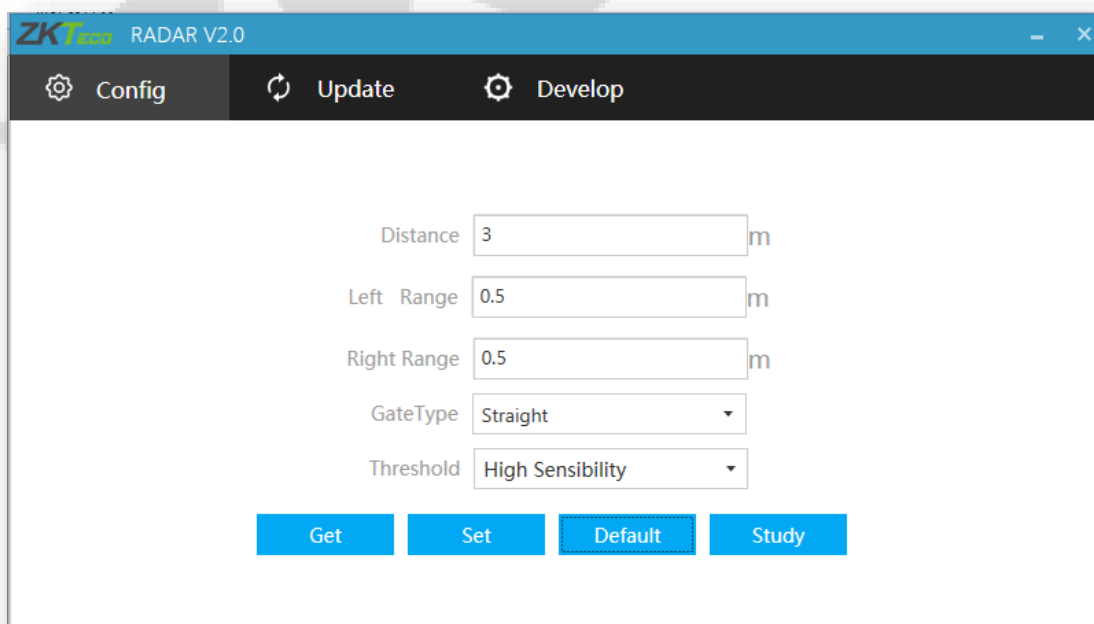 ZKTeco RADAR V2.0
Config Update Develop
Distance 3 m
Left Range 0.5 m
Right Range 0.5 m
GateType Straight
Threshold High Sensibility
Get Set Default Study